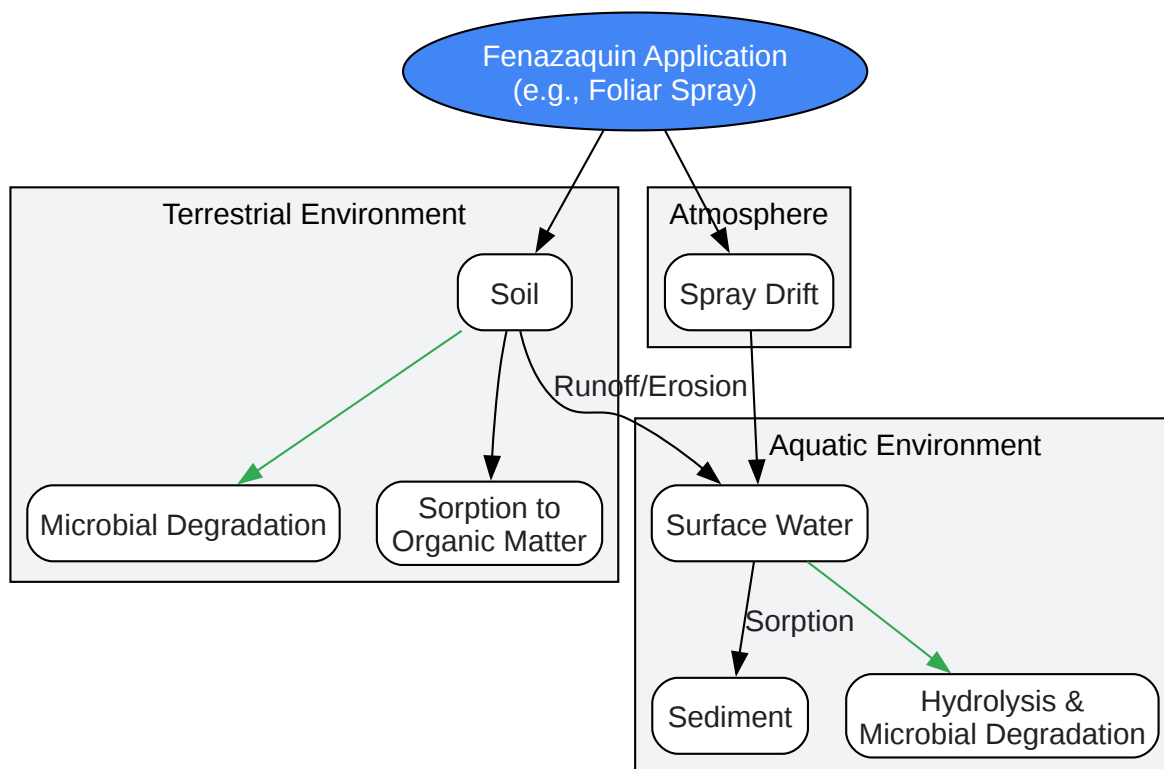 Fenazaquin Application
(e.g., Foliar Spray)
Terrestrial Environment
Atmosphere
Soil
Spray Drift
Runoff/Erosion
Aquatic Environment
Microbial Degradation
Sorption to
Organic Matter
Surface Water
Sorption
Sediment
Hydrolysis &
Microbial Degradation